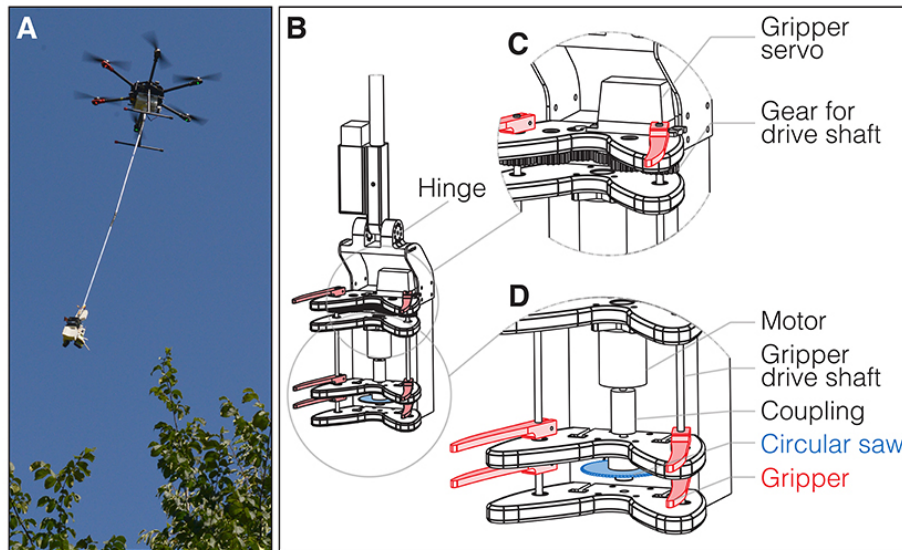 A
B
C
Gripper
servo
Gear for
drive shaft
Hinge
D
Motor
Gripper
drive shaft
Coupling
Circular saw
Gripper